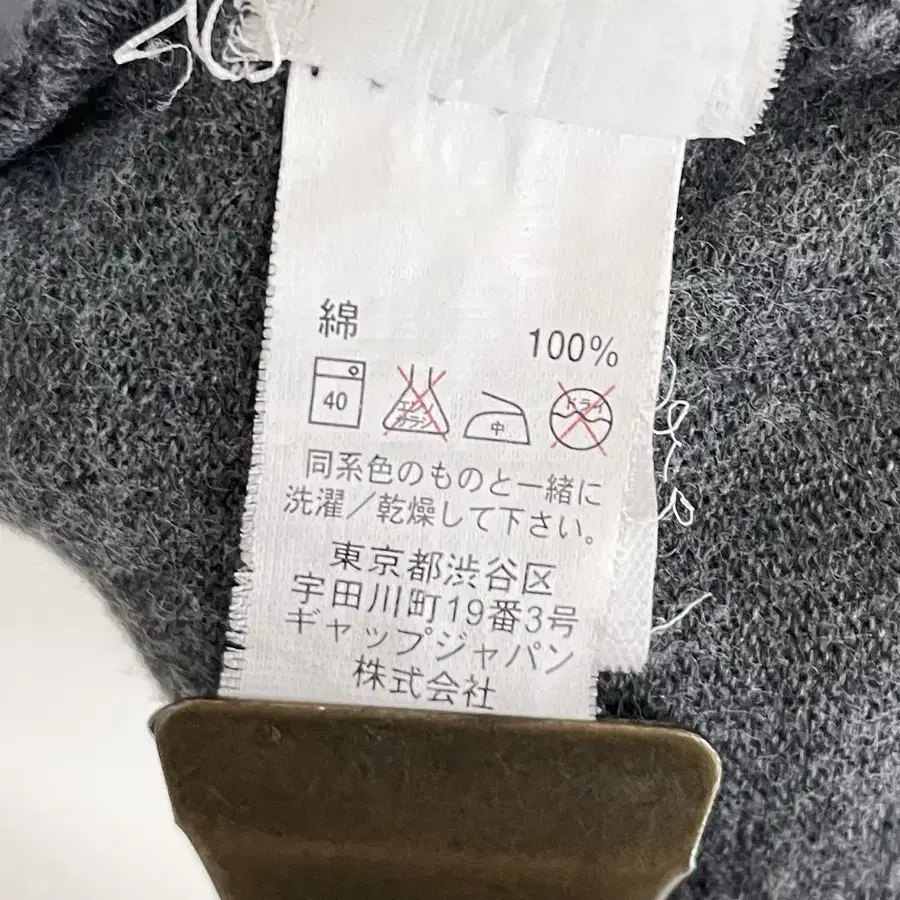 綿 100%
40 エンソ サラシ 中 ドライ
同系色のものと一緒に
洗濯/乾燥して下さい。
東京都渋谷区
宇田川町19番3号
ギャップジャパン
株式会社